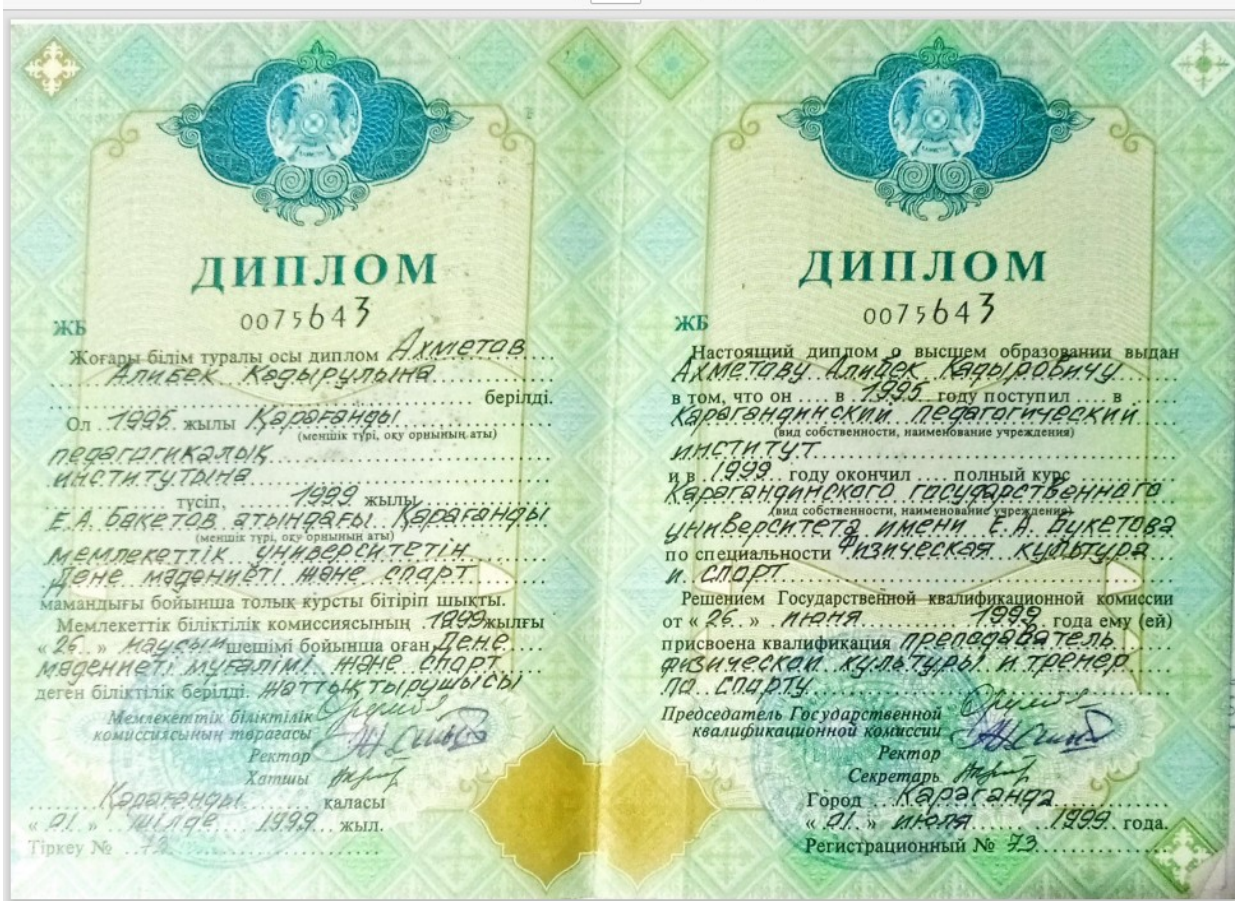 ДИПЛОМ
ЖБ 0075643
Жоғары білім туралы осы диплом Ахметов
Алибек Кадырулына
берілді.
Ол 1995 жылы Қарағанды
(меншік түрі, оқу орнының аты)
педагогикалық
институтына
түсіп, 1999 жылы
Е.А. Бөкетов атындағы Қарағанды
(меншік түрі, оқу орнының аты)
мемлекеттік университетін
Дене мәдениеті және спорт
мамандығы бойынша толық курсты бітіріп шықты.
Мемлекеттік біліктілік комиссиясының 1999 жылғы
« 26 » маусым шешімі бойынша оған Дене
мәдениеті мұғалімі және спорт
деген біліктілік берілді. жаттықтырушысы
Мемлекеттік біліктілік
комиссиясының төрағасы
Ректор
Хатшы
Қарағанды қаласы
« 01 » шілде 1999 жыл.
Тіркеу № 73
ДИПЛОМ
ЖБ 0075643
Настоящий диплом о высшем образовании выдан
Ахметову Алибек Кадыровичу
в том, что он в 1995 году поступил в
Карагандинский педагогический
(вид собственности, наименование учреждения)
институт
и в 1999 году окончил полный курс
Карагандинского государственного
(вид собственности, наименование учреждения)
университета имени Е.А. Букетова
по специальности Физическая культура
и спорт
Решением Государственной квалификационной комиссии
от « 26 » июня 1999 года ему (ей)
присвоена квалификация преподаватель
физической культуры и тренер
по спорту
Председатель Государственной
квалификационной комиссии
Ректор
Секретарь
Город Караганда
« 01 » июля 1999 года.
Регистрационный № 73